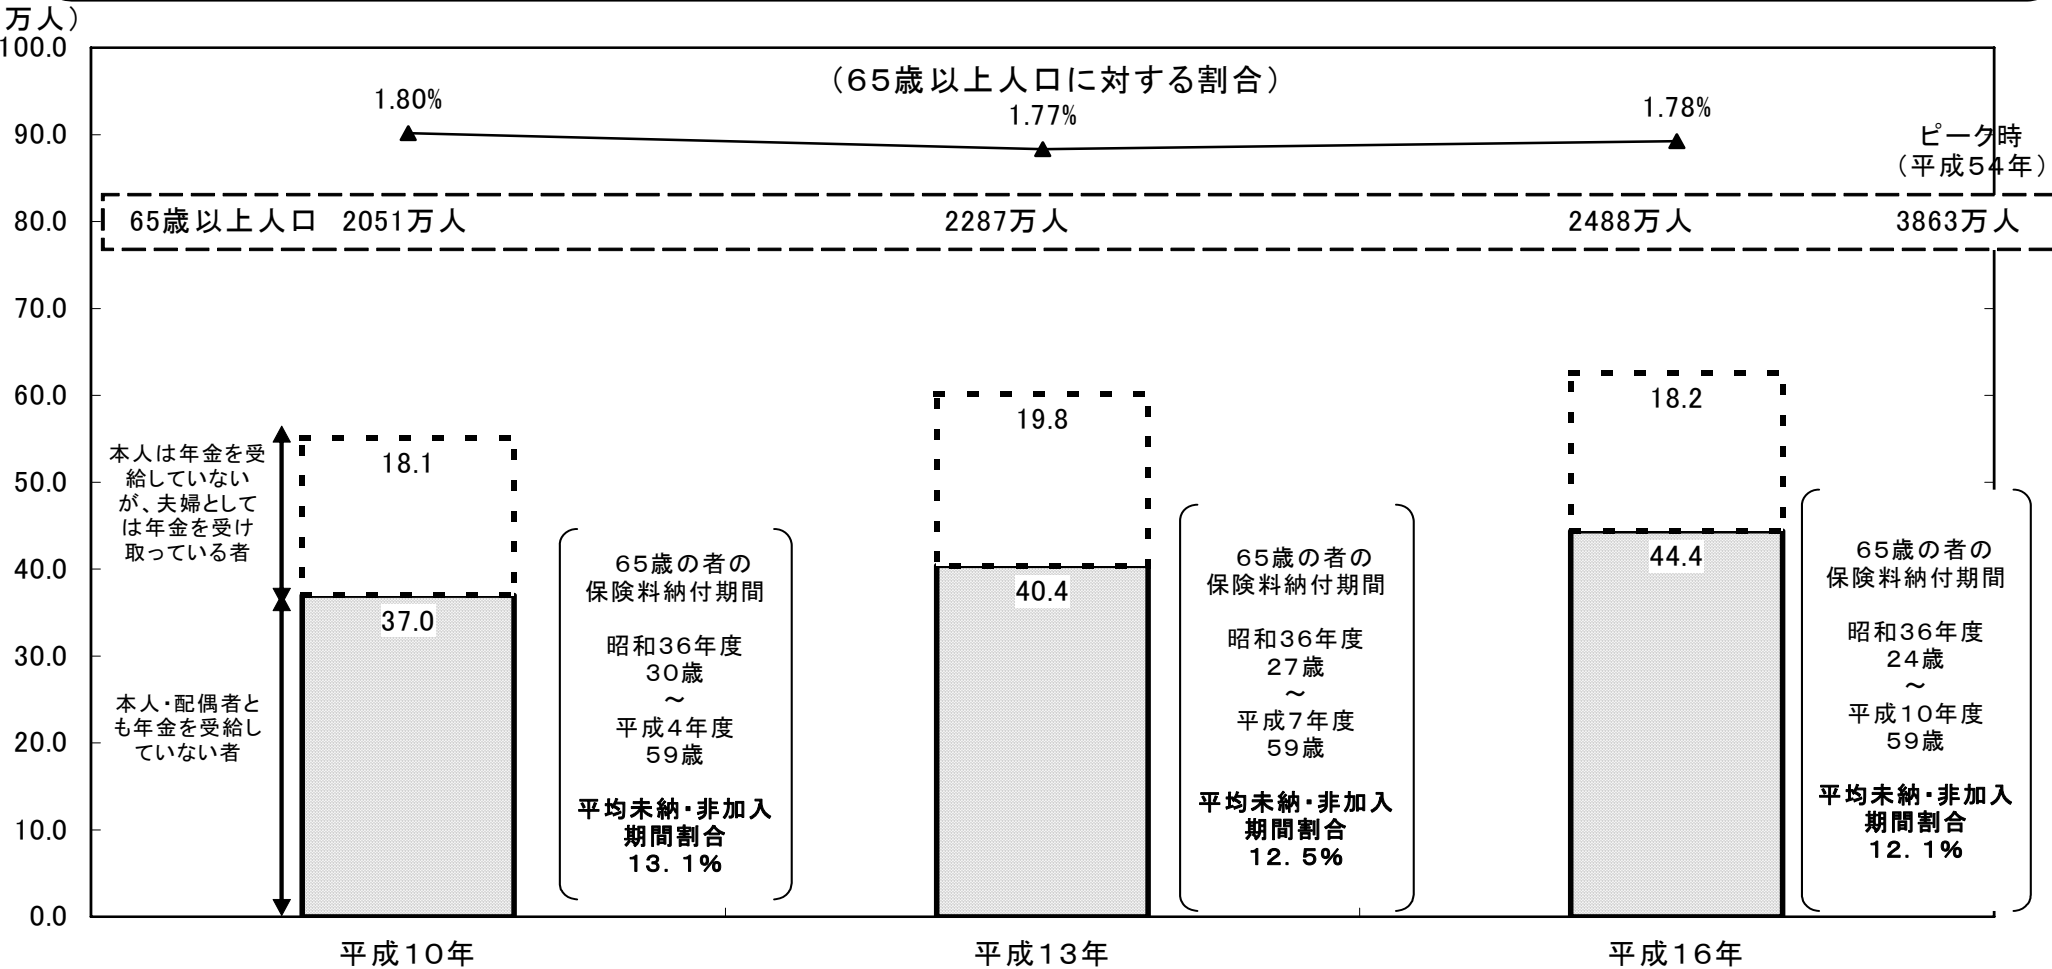 万人）
100.0
90.0
80.0
70.0
60.0
50.0
40.0
30.0
20.0
10.0
0.0
（65歳以上人口に対する割合）
1.80%
1.77%
1.78%
ピーク時
（平成54年）
65歳以上人口 2051万人 2287万人 2488万人 3863万人
本人は年金を受
給していない
が、夫婦として
は年金を受け
取っている者
本人・配偶者と
も年金を受給し
ていない者
18.1
37.0
65歳の者の
保険料納付期間
昭和36年度
30歳
～
平成4年度
59歳
平均未納・非加入
期間割合
13.1%
19.8
40.4
65歳の者の
保険料納付期間
昭和36年度
27歳
～
平成7年度
59歳
平均未納・非加入
期間割合
12.5%
18.2
44.4
65歳の者の
保険料納付期間
昭和36年度
24歳
～
平成10年度
59歳
平均未納・非加入
期間割合
12.1%
平成10年 平成13年 平成16年